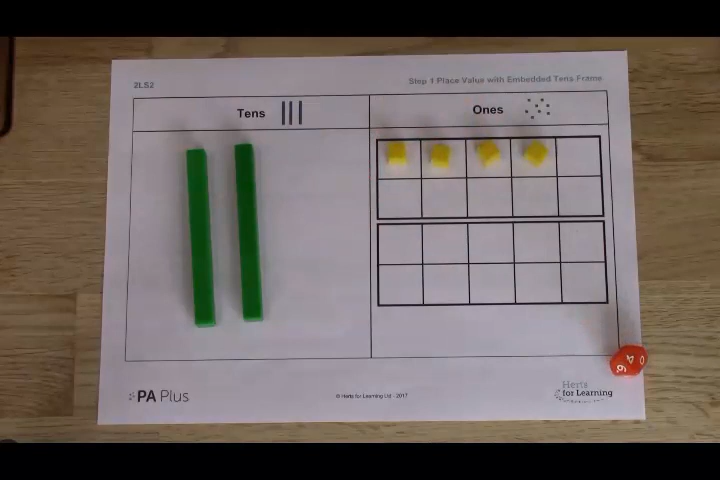 2LS2
Step 1 Place Value with Embedded Tens Frame
Tens
Ones
PA Plus
© Herts for Learning Ltd - 2017
Herts
for Learning